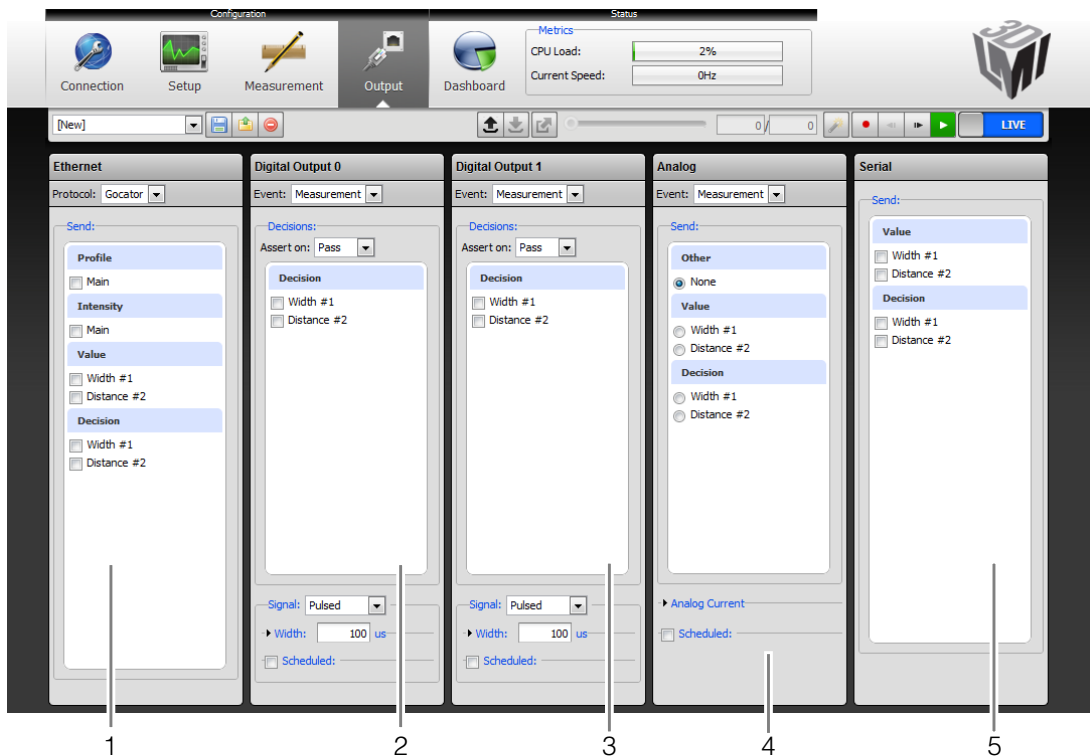 Configuration
Status
Connection
Setup
Measurement
Output
Dashboard
Metrics
CPU Load:
2%
Current Speed:
0Hz
3D
LMI
[New]
0/
0
LIVE
Ethernet
Protocol: Gocator
Send:
Profile
Main
Intensity
Main
Value
Width #1
Distance #2
Decision
Width #1
Distance #2
Digital Output 0
Event: Measurement
Decisions:
Assert on: Pass
Decision
Width #1
Distance #2
Signal: Pulsed
Width: 100 us
Scheduled:
Digital Output 1
Event: Measurement
Decisions:
Assert on: Pass
Decision
Width #1
Distance #2
Signal: Pulsed
Width: 100 us
Scheduled:
Analog
Event: Measurement
Send:
Other
None
Value
Width #1
Distance #2
Decision
Width #1
Distance #2
Analog Current
Scheduled:
Serial
Send:
Value
Width #1
Distance #2
Decision
Width #1
Distance #2
1
2
3
4
5